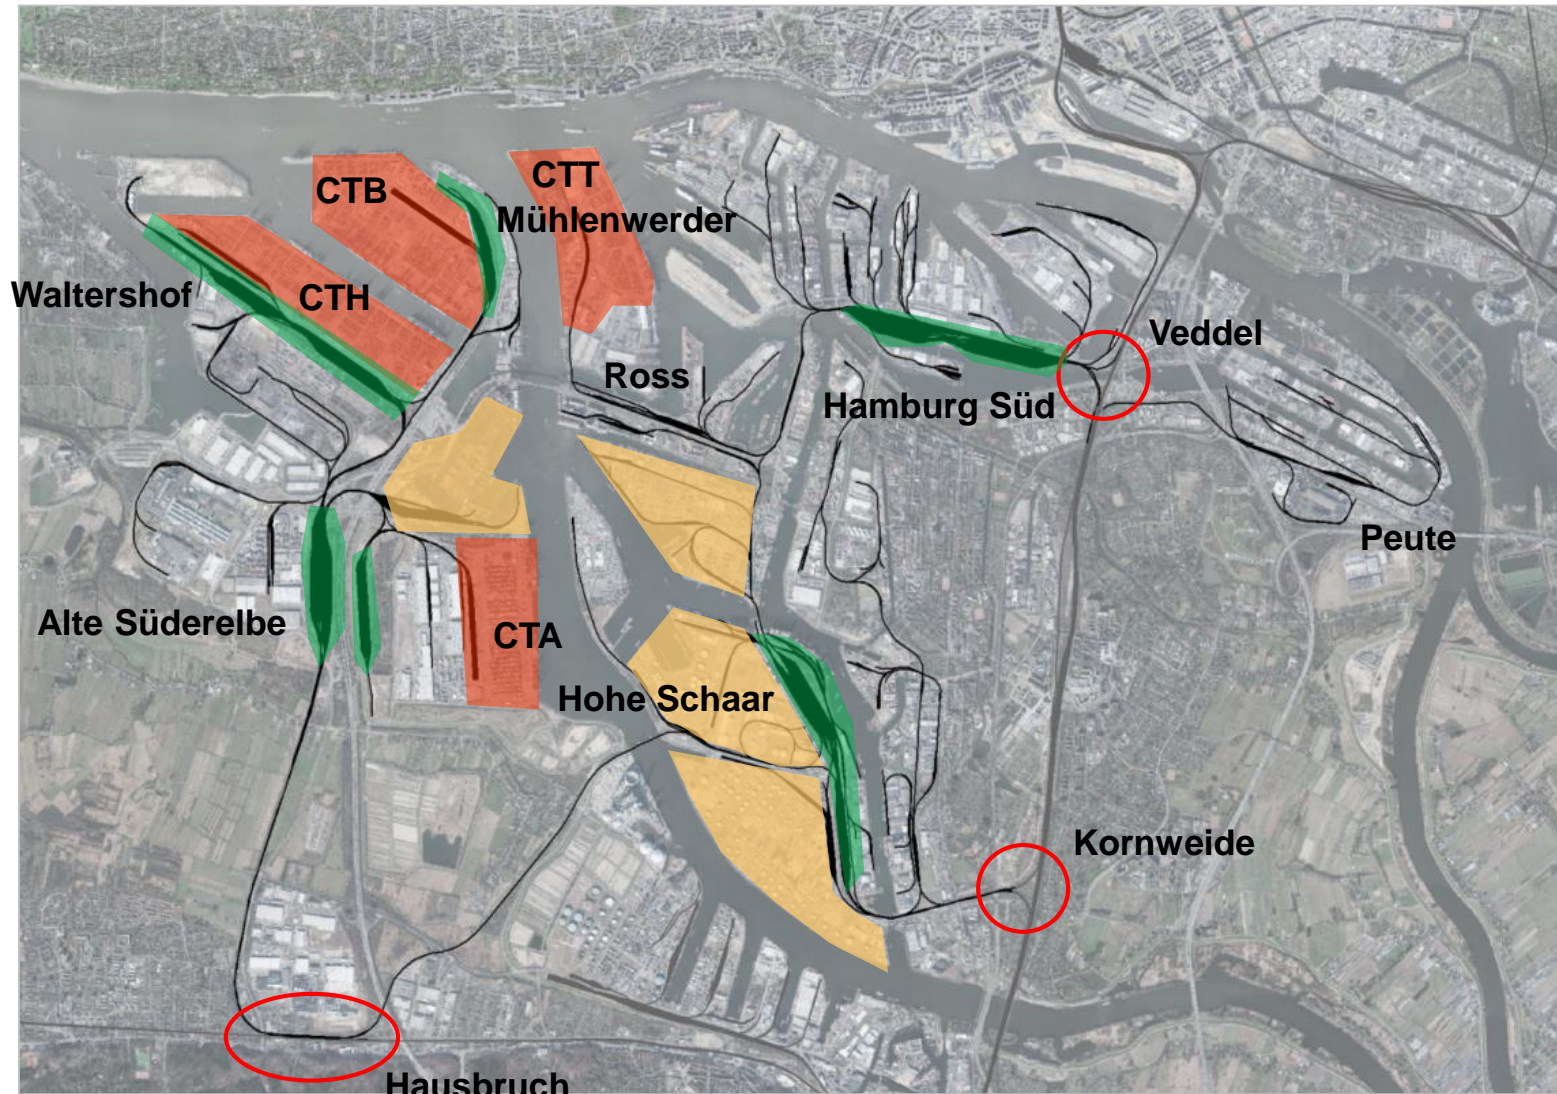 CTB
CTT
Mühlenwerder
Waltershof
CTH
Veddel
Ross
Hamburg Süd
Peute
Alte Süderelbe
CTA
Hohe Schaar
Kornweide
Hausbruch